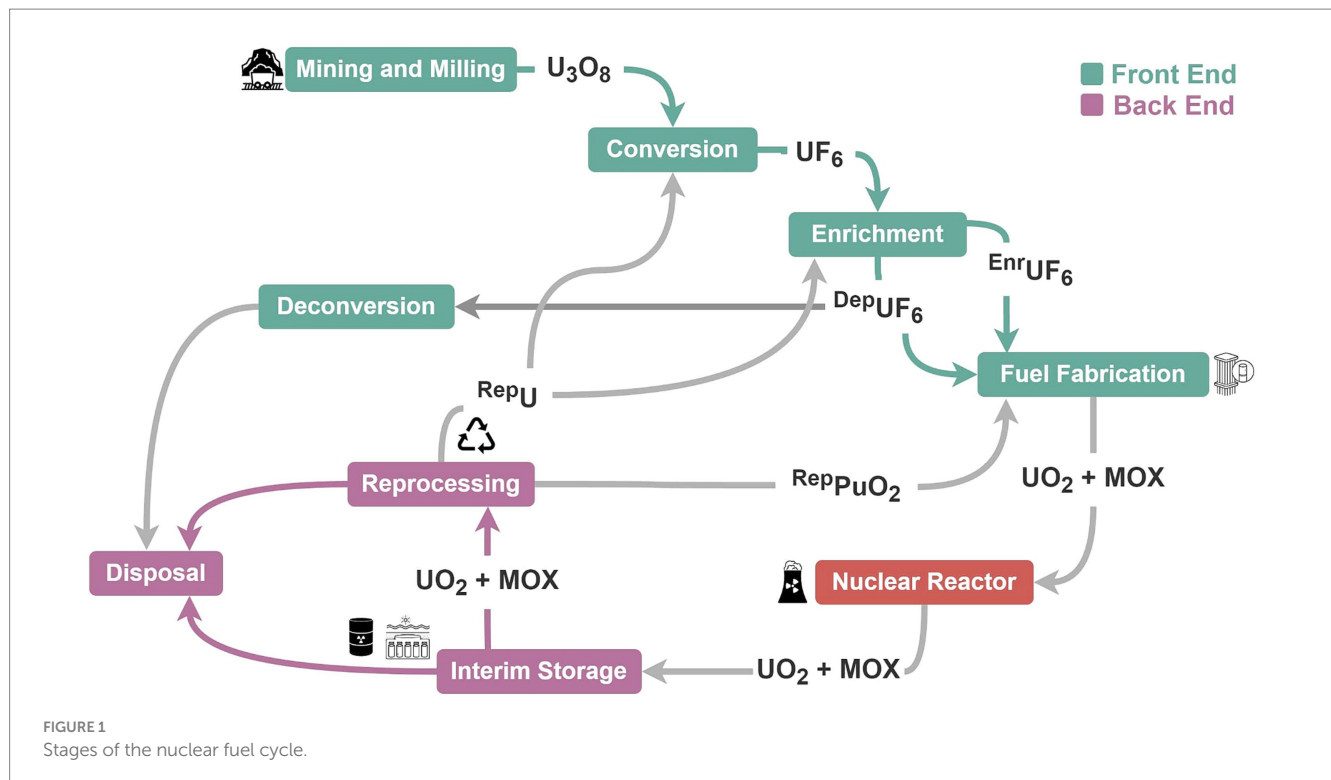 Mining and Milling
U₃O₈
Front End
Back End
Conversion
UF₆
Enrichment
EnrUF₆
Deconversion
DepUF₆
Fuel Fabrication
RepU
Reprocessing
RepPuO₂
UO₂ + MOX
Disposal
UO₂ + MOX
Nuclear Reactor
Interim Storage
UO₂ + MOX
FIGURE 1
Stages of the nuclear fuel cycle.